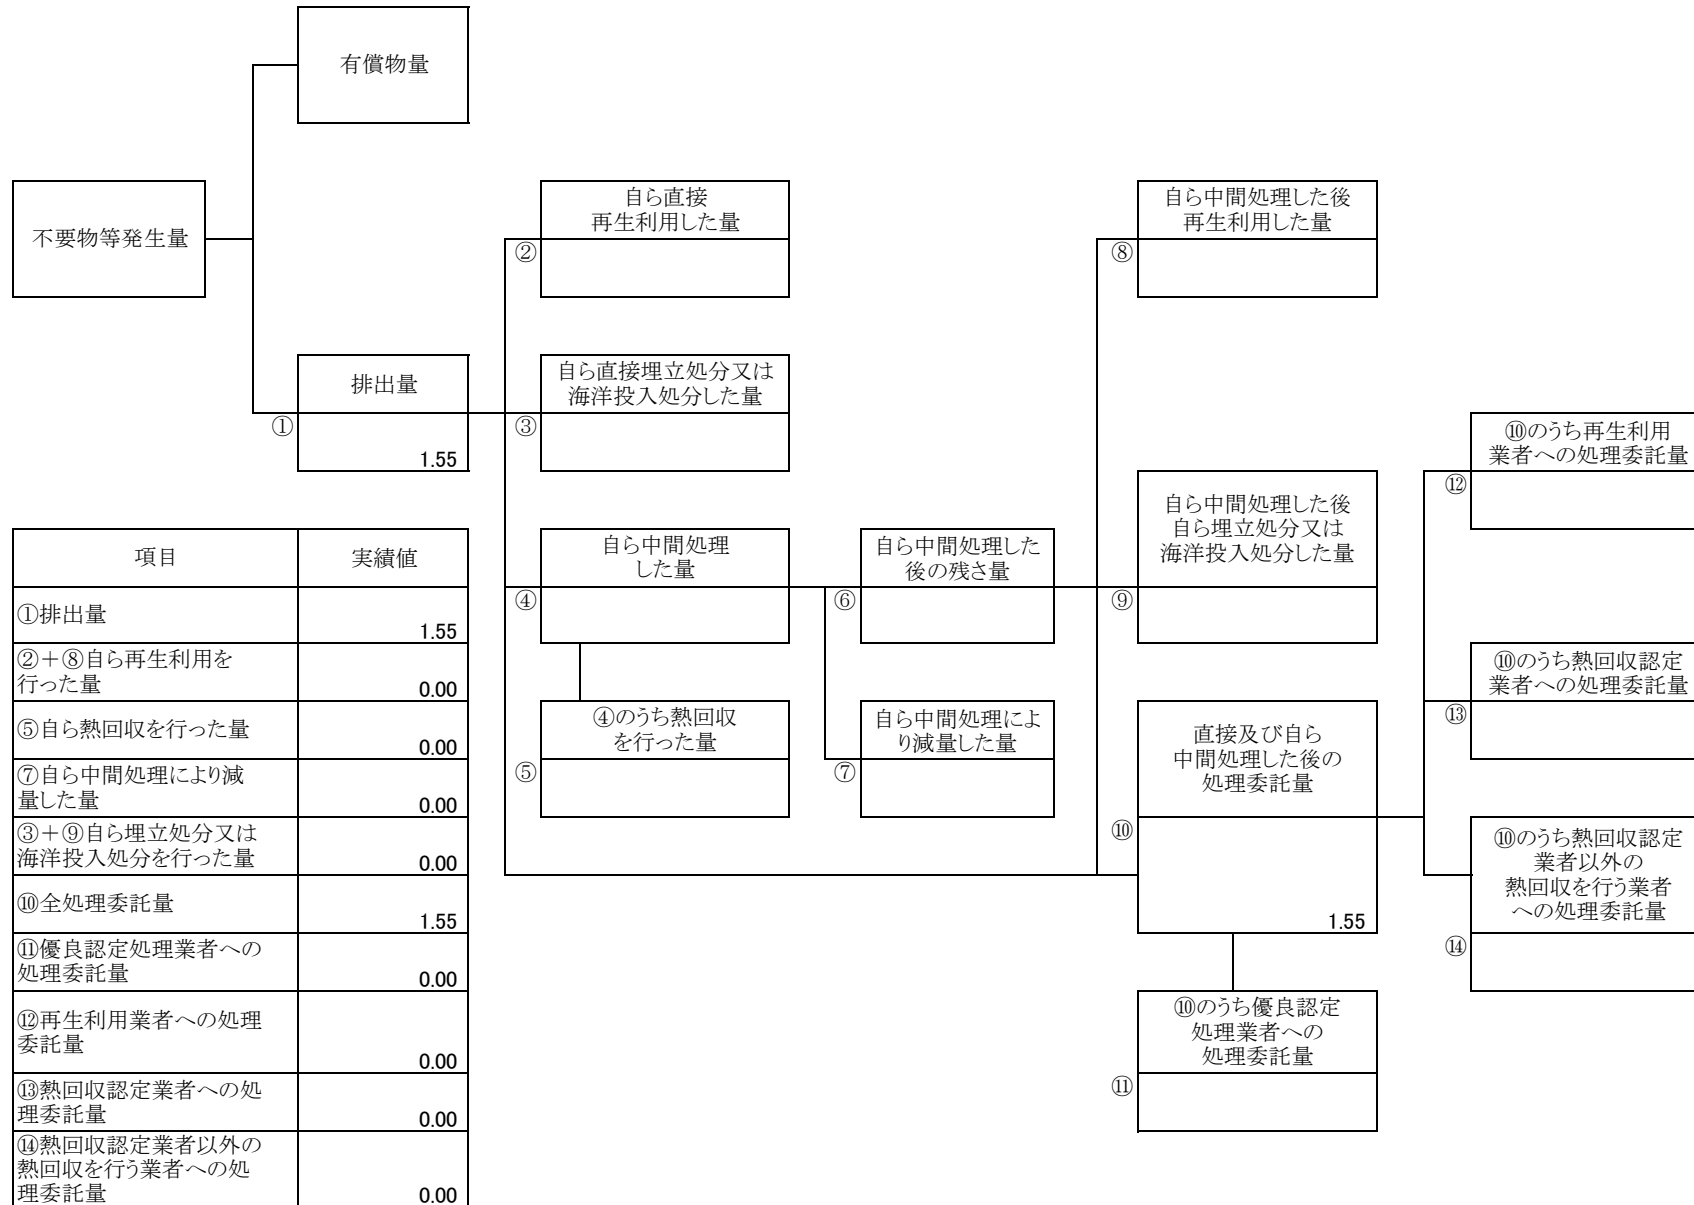 有償物量
不要物等発生量
自ら直接
再生利用した量
②
自ら中間処理した後
再生利用した量
⑧
排出量
①
1.55
自ら直接埋立処分又は
海洋投入処分した量
③
⑩のうち再生利用
業者への処理委託量
⑫
自ら中間処理した後
自ら埋立処分又は
海洋投入処分した量
⑨
自ら中間処理
した量
④
自ら中間処理した
後の残さ量
⑥
⑩のうち熱回収認定
業者への処理委託量
⑬
④のうち熱回収
を行った量
⑤
自ら中間処理によ
り減量した量
⑦
直接及び自ら
中間処理した後の
処理委託量
⑩
1.55
⑩のうち熱回収認定
業者以外の
熱回収を行う業者
への処理委託量
⑭
⑩のうち優良認定
処理業者への
処理委託量
⑪
項目 実績値
①排出量
1.55
②+⑧自ら再生利用を
行った量
0.00
⑤自ら熱回収を行った量
0.00
⑦自ら中間処理により減
量した量
0.00
③+⑨自ら埋立処分又は
海洋投入処分を行った量
0.00
⑩全処理委託量
1.55
⑪優良認定処理業者への
処理委託量
0.00
⑫再生利用業者への処理
委託量
0.00
⑬熱回収認定業者への処
理委託量
0.00
⑭熱回収認定業者以外の
熱回収を行う業者への処
理委託量
0.00